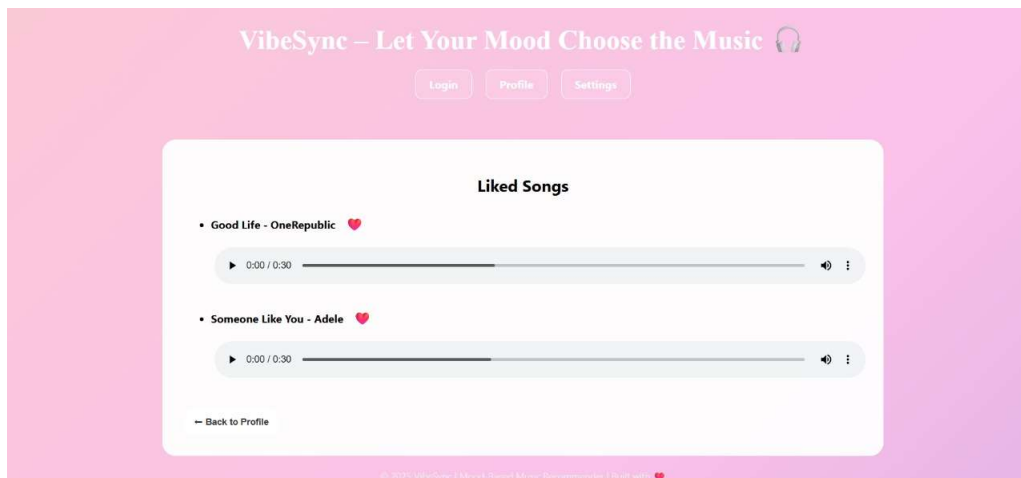 VibeSync – Let Your Mood Choose the Music 🎧
Login Profile Settings
Liked Songs
• Good Life - OneRepublic ❤️
0:00 / 0:30
• Someone Like You - Adele ❤️
0:00 / 0:30
← Back to Profile